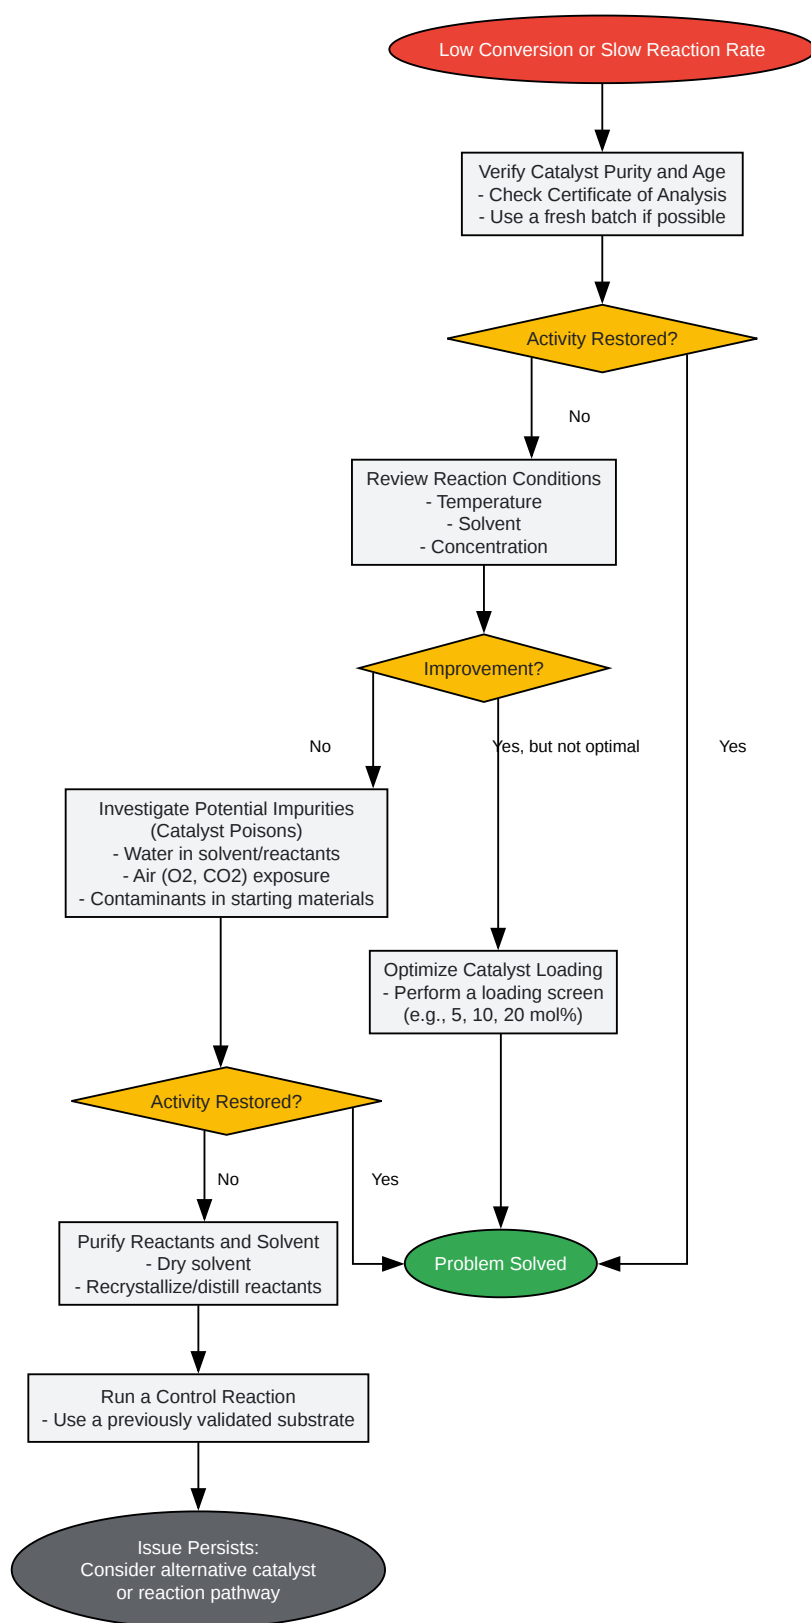 Low Conversion or Slow Reaction Rate
Verify Catalyst Purity and Age
- Check Certificate of Analysis
- Use a fresh batch if possible
Activity Restored?
No
Review Reaction Conditions
- Temperature
- Solvent
- Concentration
Improvement?
No
Yes, but not optimal
Yes
Investigate Potential Impurities
(Catalyst Poisons)
- Water in solvent/reactants
- Air (O2, CO2) exposure
- Contaminants in starting materials
Optimize Catalyst Loading
- Perform a loading screen
(e.g., 5, 10, 20 mol%)
Activity Restored?
No
Yes
Purify Reactants and Solvent
- Dry solvent
- Recrystallize/distill reactants
Problem Solved
Run a Control Reaction
- Use a previously validated substrate
Issue Persists:
Consider alternative catalyst
or reaction pathway